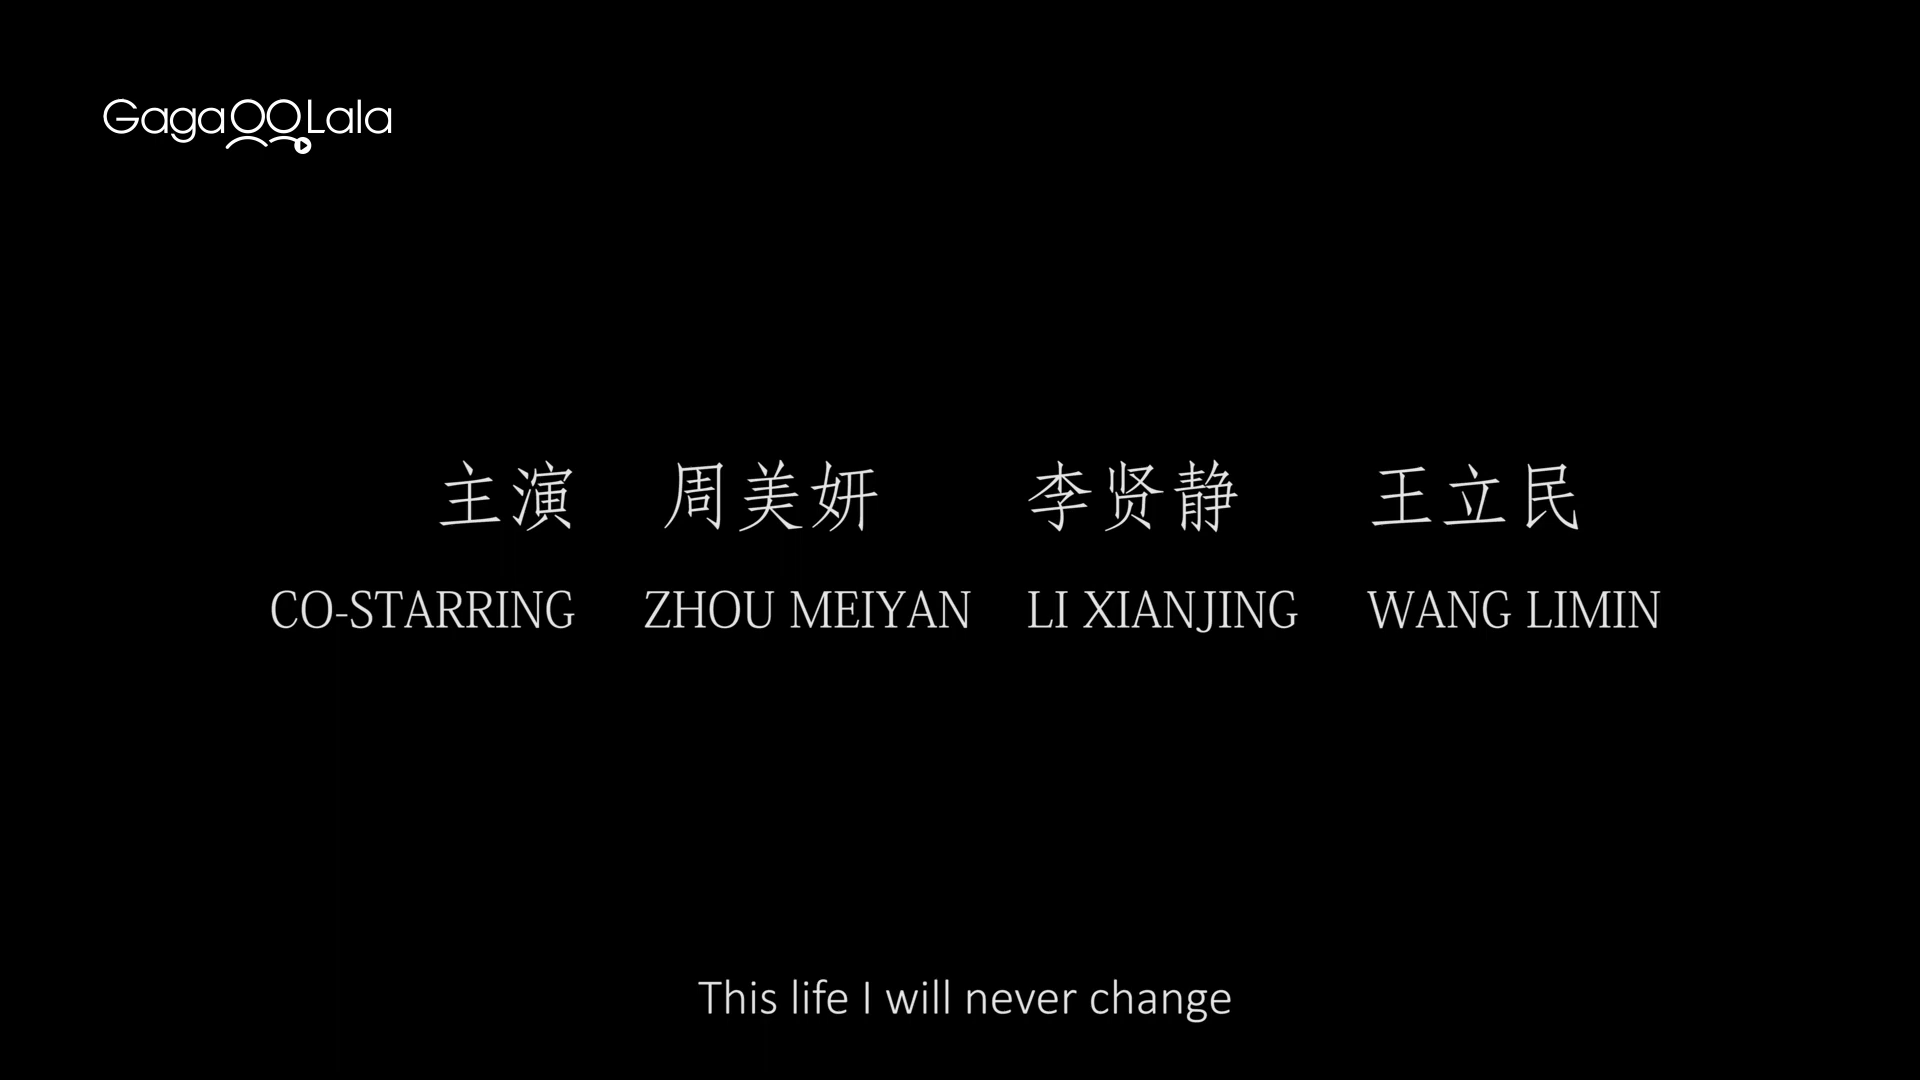 GagaOOLala
主演 周美妍 李贤静 王立民
CO-STARRING ZHOU MEIYAN LI XIANJING WANG LIMIN
This life I will never change